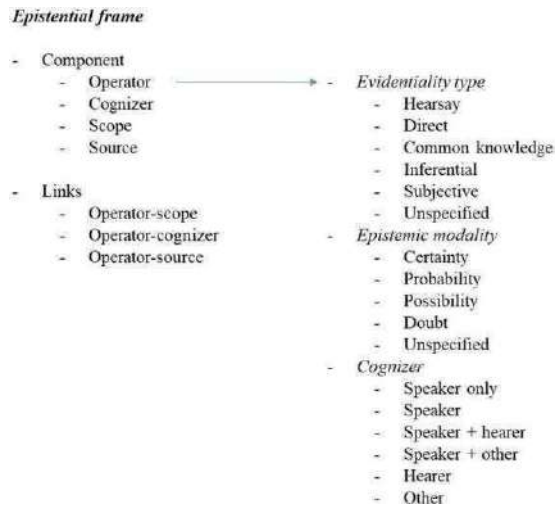 Epistential frame
- Component
- Operator
- Cognizer
- Scope
- Source
- Links
- Operator-scope
- Operator-cognizer
- Operator-source
- Evidentiality type
- Hearsay
- Direct
- Common knowledge
- Inferential
- Subjective
- Unspecified
- Epistemic modality
- Certainty
- Probability
- Possibility
- Doubt
- Unspecified
- Cognizer
- Speaker only
- Speaker
- Speaker + hearer
- Speaker + other
- Hearer
- Other